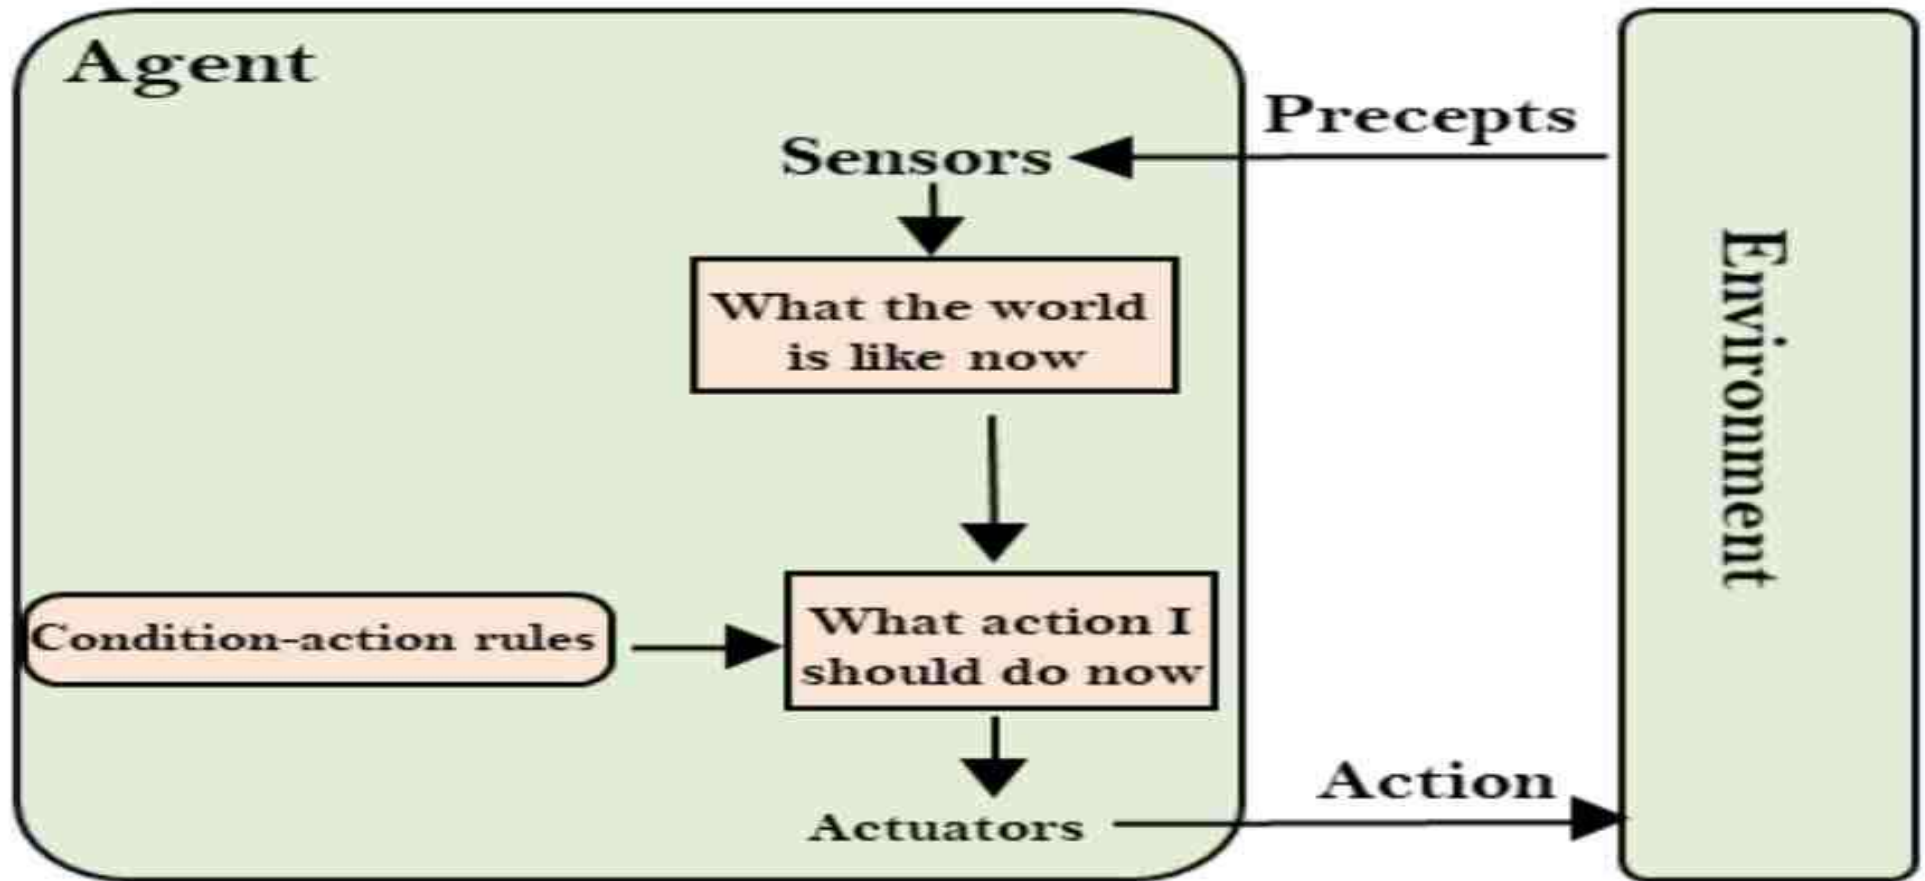 Agent
Precepts
Sensors
What the world
is like now
Environment
Condition-action rules
What action I
should do now
Action
Actuators